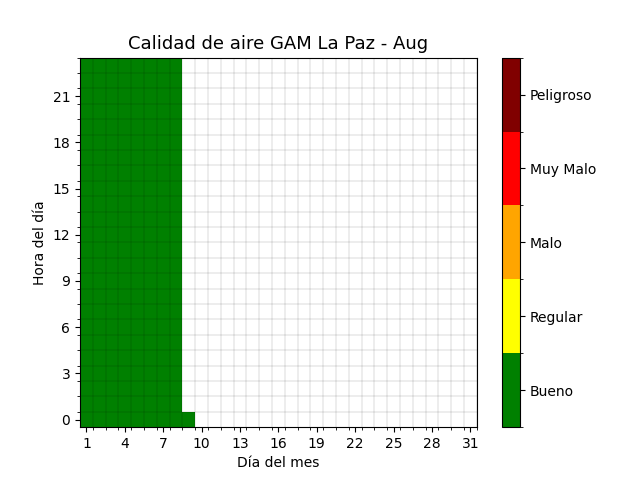 Calidad de aire GAM La Paz - Aug
Hora del día
21
18
15
12
9
6
3
0
1 4 7 10 13 16 19 22 25 28 31
Día del mes
Peligroso
Muy Malo
Malo
Regular
Bueno